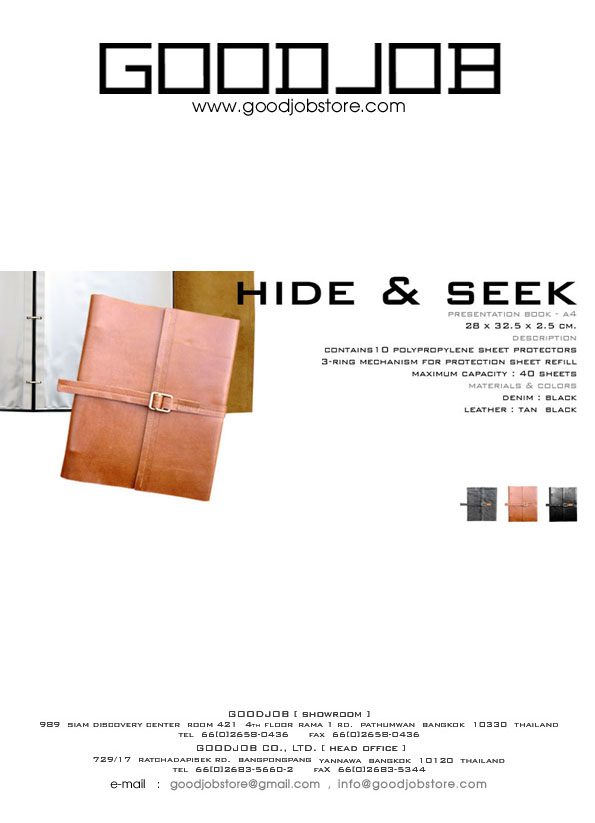 GOODJOB
www.goodjobstore.com
HIDE & SEEK
PRESENTATION BOOK - A4
28 x 32.5 x 2.5 CM.
DESCRIPTION
CONTAINS10 POLYPROPYLENE SHEET PROTECTORS
3-RING MECHANISM FOR PROTECTION SHEET REFILL
MAXIMUM CAPACITY : 40 SHEETS
MATERIALS & COLORS
DENIM : BLACK
LEATHER : TAN BLACK
GOODJOB [ SHOWROOM ]
989 SIAM DISCOVERY CENTER ROOM 421 4TH FLOOR RAMA 1 RD. PATHUMWAN BANGKOK 10330 THAILAND
TEL 66(0)2658-0436 FAX 66(0)2658-0436
GOODJOB CO., LTD. [ HEAD OFFICE ]
729/17 RATCHADAPISEK RD. BANGPONGPANG YANNAWA BANGKOK 10120 THAILAND
TEL 66(0)2683-5660-2 FAX 66(0)2683-5344
e-mail : goodjobstore@gmail.com , info@goodjobstore.com